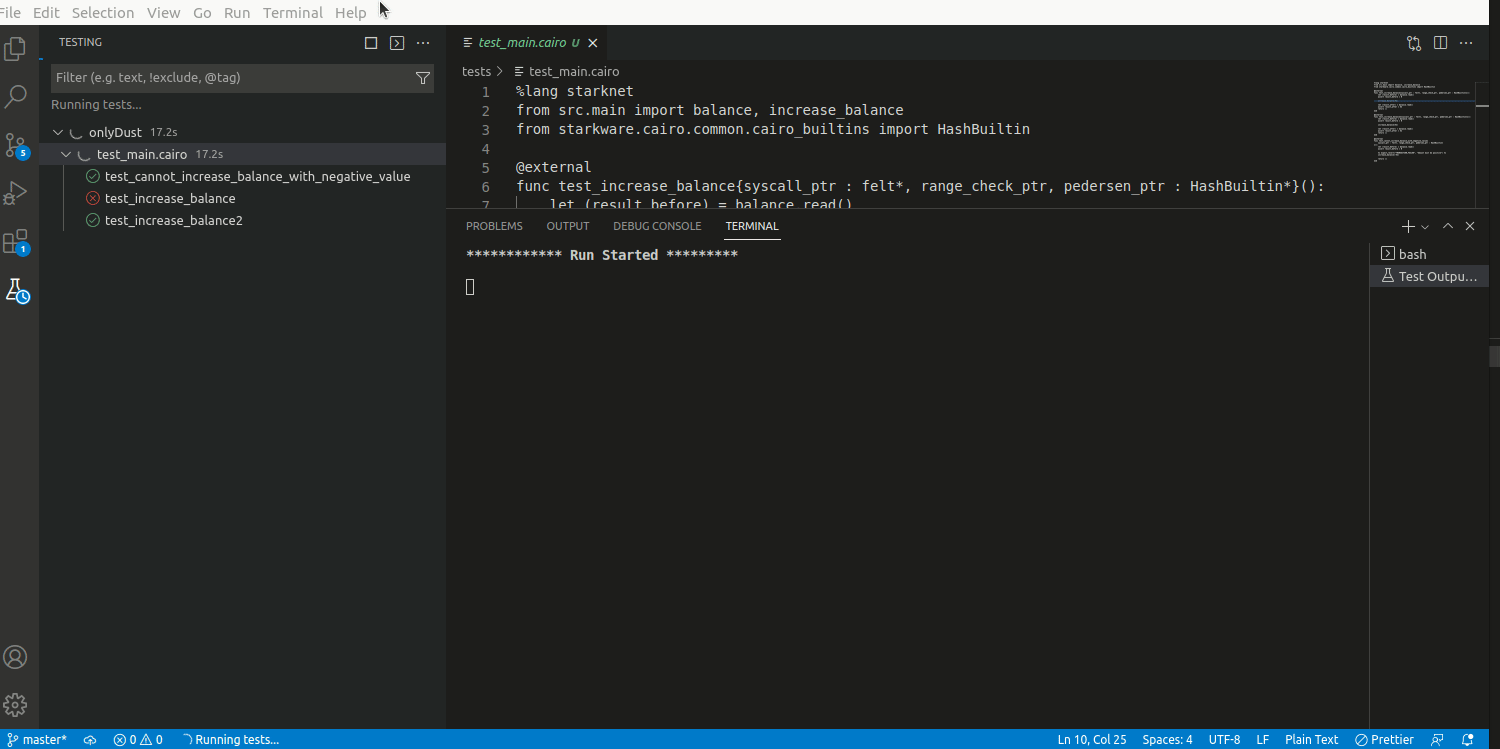 File Edit Selection View Go Run Terminal Help
TESTING
Filter (e.g. text, !exclude, @tag)
Running tests...
onlyDust 17.2s
test_main.cairo 17.2s
test_cannot_increase_balance_with_negative_value
test_increase_balance
test_increase_balance2
5
1
test_main.cairo U
tests > test_main.cairo
1 %lang starknet
2 from src.main import balance, increase_balance
3 from starkware.cairo.common.cairo_builtins import HashBuiltin
4
5 @external
6 func test_increase_balance{syscall_ptr : felt*, range_check_ptr, pedersen_ptr : HashBuiltin*}():
7 let (result_before) = balance.read()
PROBLEMS OUTPUT DEBUG CONSOLE TERMINAL
************ Run Started *********
bash
Test Outpu...
master* 0 0 Running tests... Ln 10, Col 25 Spaces: 4 UTF-8 LF Plain Text Prettier